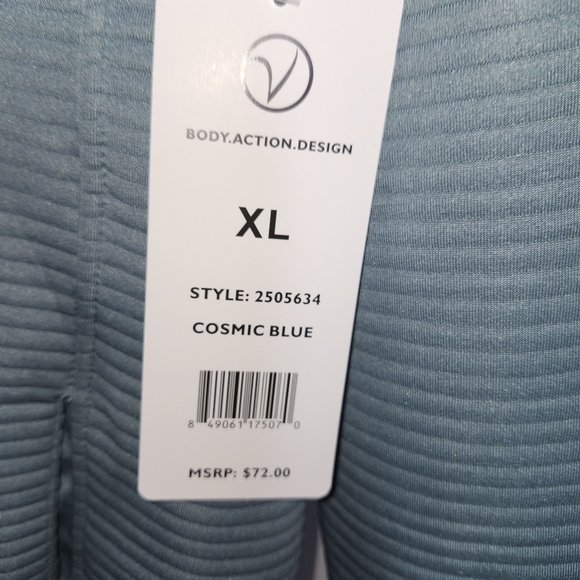 V
BODY.ACTION.DESIGN
XL
STYLE: 2505634
COSMIC BLUE
8 49061 17507 0
MSRP: $72.00